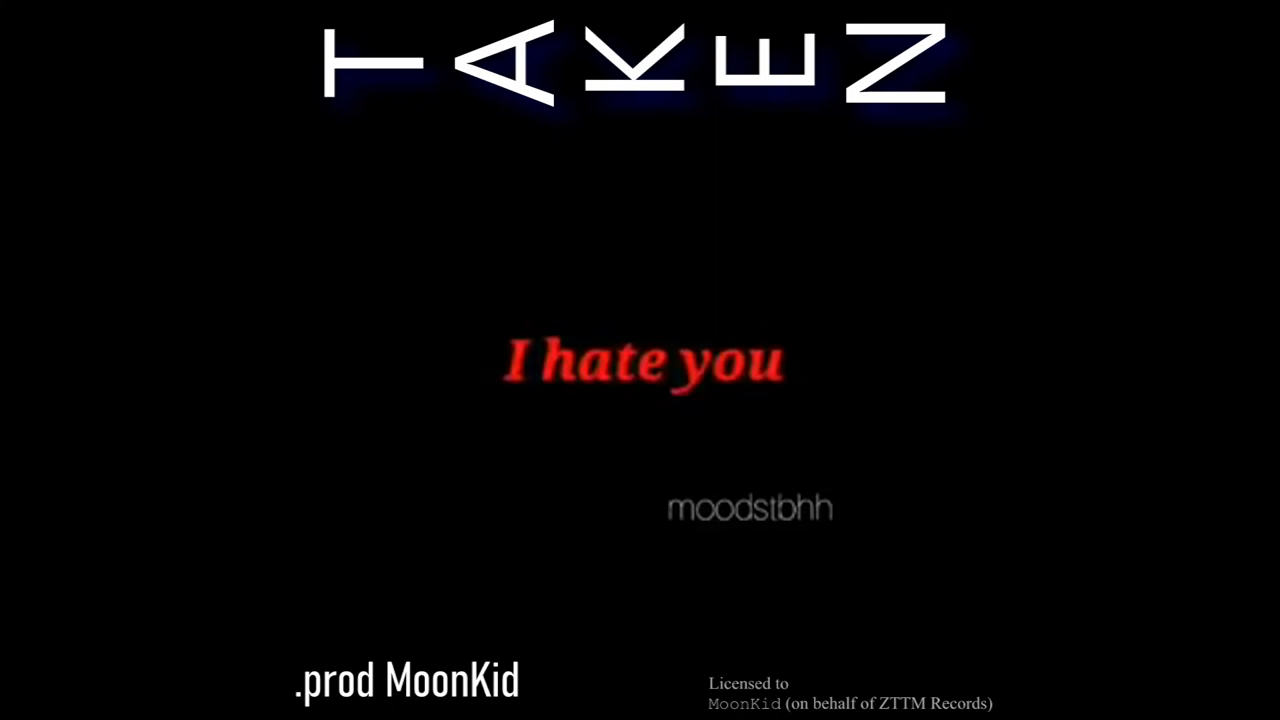 TAKEN
I hate you
moodstbhh
.prod MoonKid
Licensed to
MoonKid (on behalf of ZTTM Records)